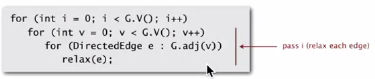 for (int i = 0; i < G.V(); i++)
for (int v = 0; v < G.V(); v++)
for (DirectedEdge e : G.adj(v))
relax(e);
pass i (relax each edge)